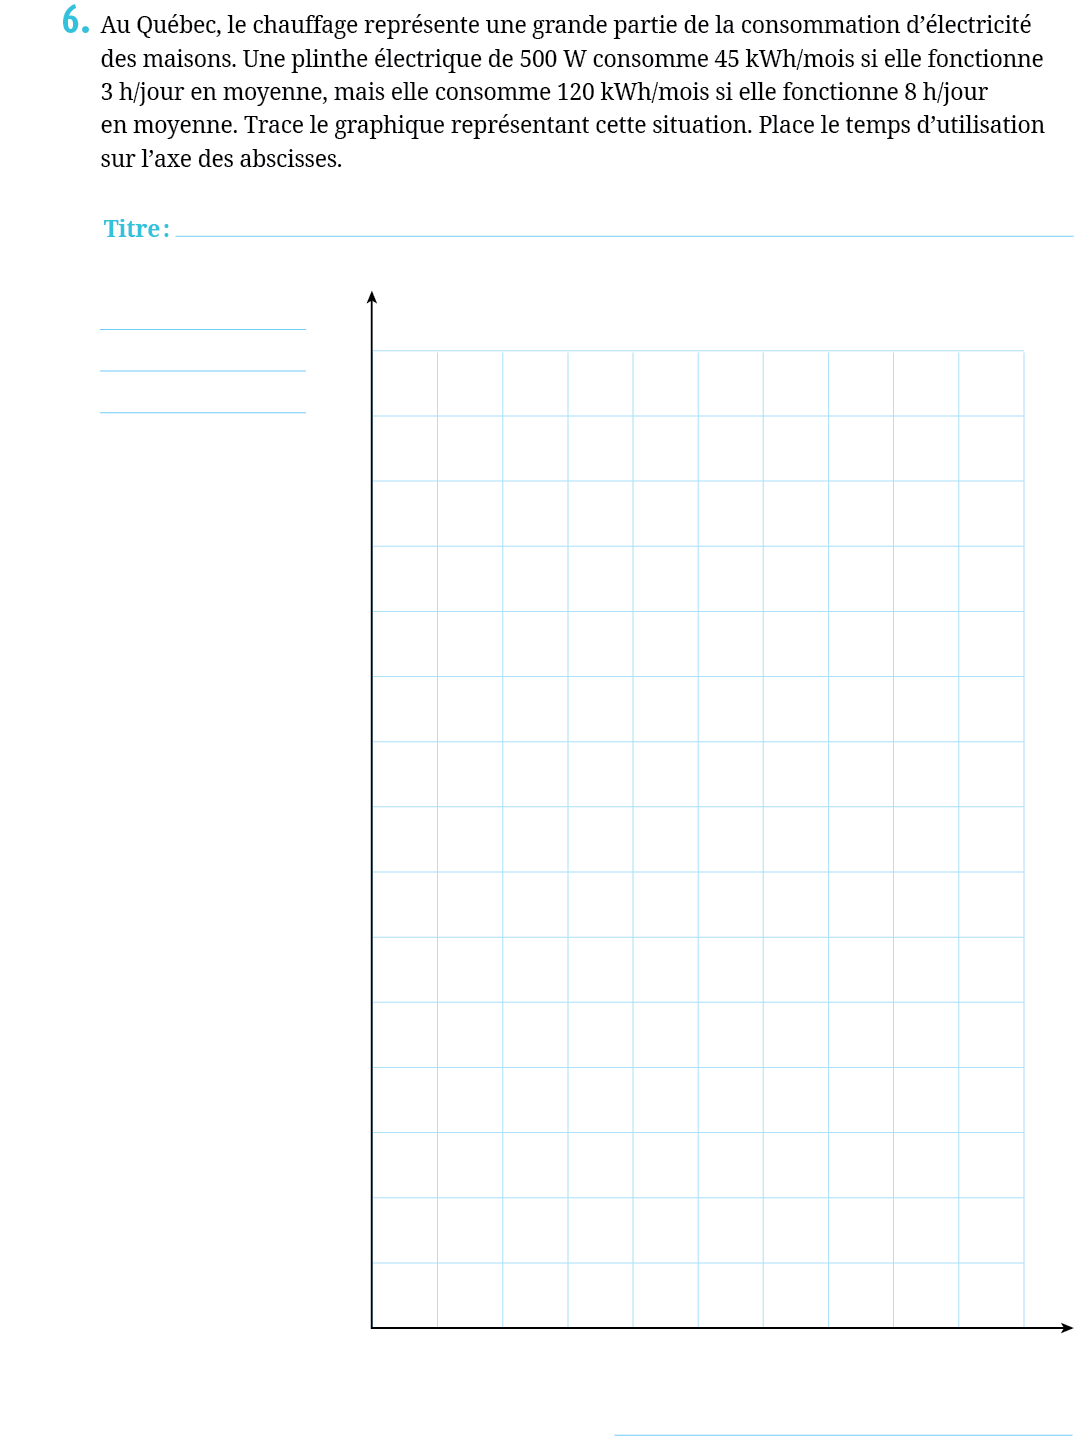 6. Au Québec, le chauffage représente une grande partie de la consommation d’électricité
des maisons. Une plinthe électrique de 500 W consomme 45 kWh/mois si elle fonctionne
3 h/jour en moyenne, mais elle consomme 120 kWh/mois si elle fonctionne 8 h/jour
en moyenne. Trace le graphique représentant cette situation. Place le temps d’utilisation
sur l’axe des abscisses.
Titre :